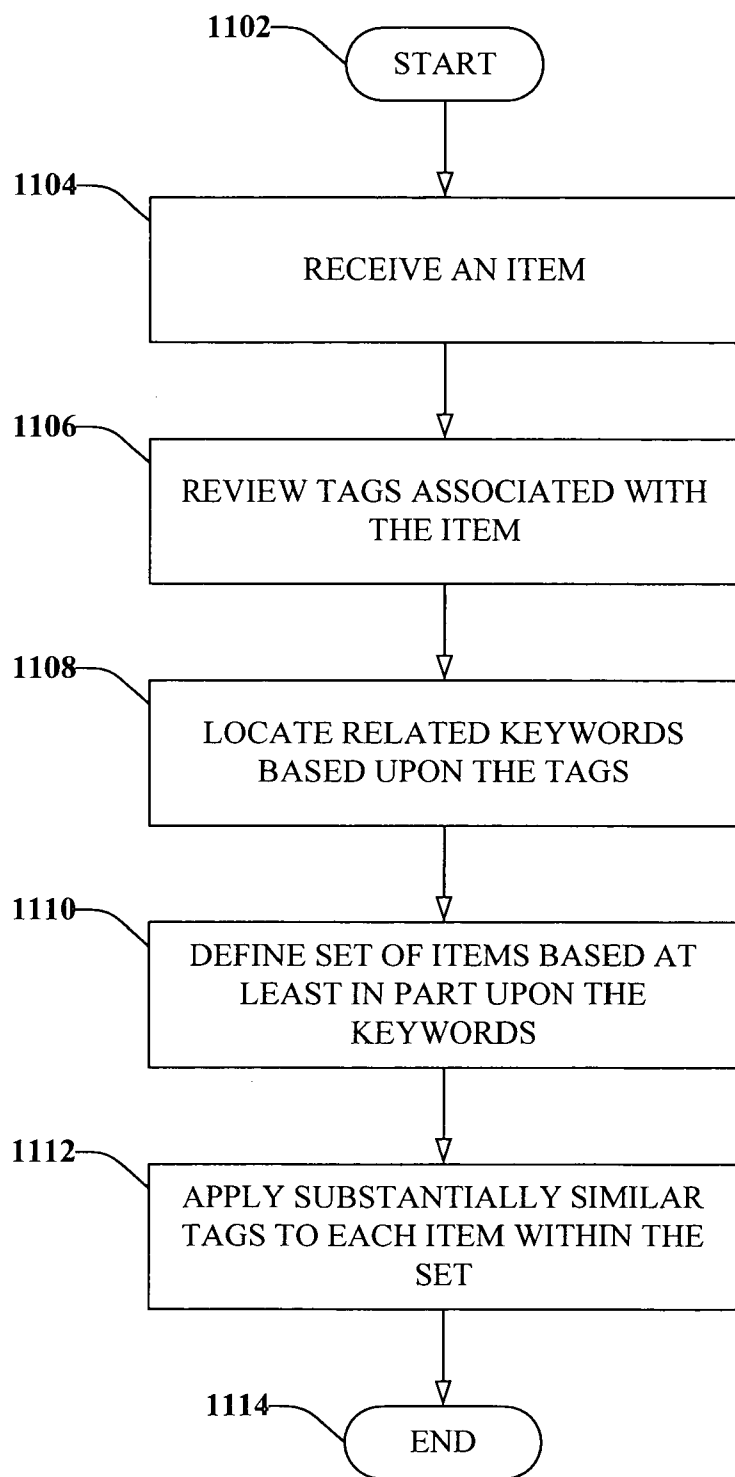 1102
START
1104
RECEIVE AN ITEM
1106
REVIEW TAGS ASSOCIATED WITH
THE ITEM
1108
LOCATE RELATED KEYWORDS
BASED UPON THE TAGS
1110
DEFINE SET OF ITEMS BASED AT
LEAST IN PART UPON THE
KEYWORDS
1112
APPLY SUBSTANTIALLY SIMILAR
TAGS TO EACH ITEM WITHIN THE
SET
1114
END